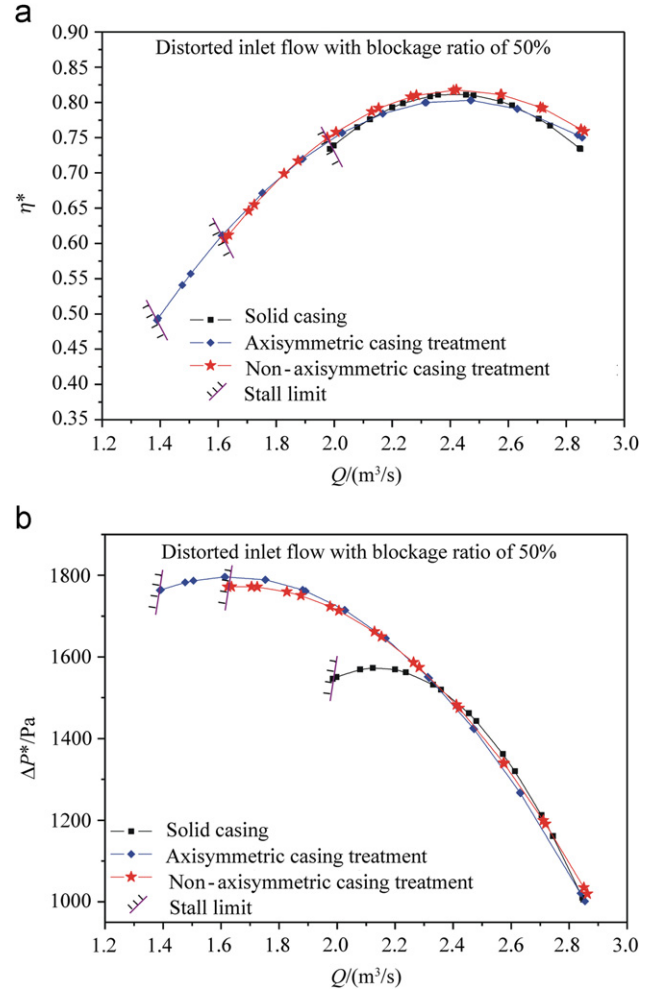 a
Distorted inlet flow with blockage ratio of 50%
0.90
0.85
0.80
0.75
0.70
0.65
0.60
0.55
0.50
0.45
0.40
0.35
η*
Solid casing
Axisymmetric casing treatment
Non-axisymmetric casing treatment
Stall limit
1.2 1.4 1.6 1.8 2.0 2.2 2.4 2.6 2.8 3.0
Q/(m³/s)
b
Distorted inlet flow with blockage ratio of 50%
1800
1600
1400
1200
1000
ΔP*/Pa
Solid casing
Axisymmetric casing treatment
Non-axisymmetric casing treatment
Stall limit
1.2 1.4 1.6 1.8 2.0 2.2 2.4 2.6 2.8 3.0
Q/(m³/s)